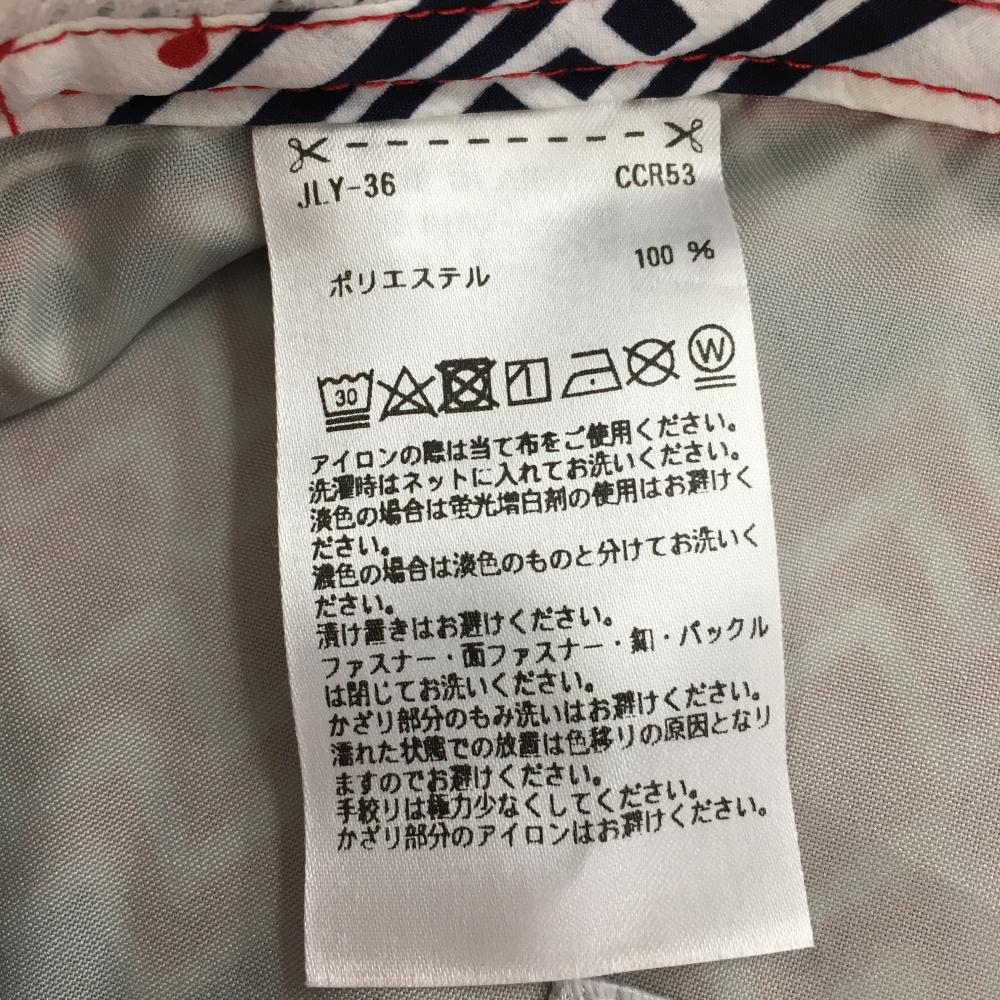 JLY-36 CCR53
ポリエステル 100 %
30 W
アイロンの際は当て布をご使用ください。
洗濯時はネットに入れてお洗いください。
淡色の場合は蛍光増白剤の使用はお避けく
ださい。
濃色の場合は淡色のものと分けてお洗いく
ださい。
漬け置きはお避けください。
ファスナー・面ファスナー・釦・バックル
は閉じてお洗いください。
かざり部分のもみ洗いはお避けください。
濡れた状態での放置は色移りの原因となり
ますのでお避けください。
手絞りは極力少なくしてください。
かざり部分のアイロンはお避けください。